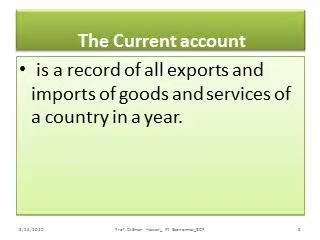 The Current account
• is a record of all exports and
imports of goods and services of
a country in a year.